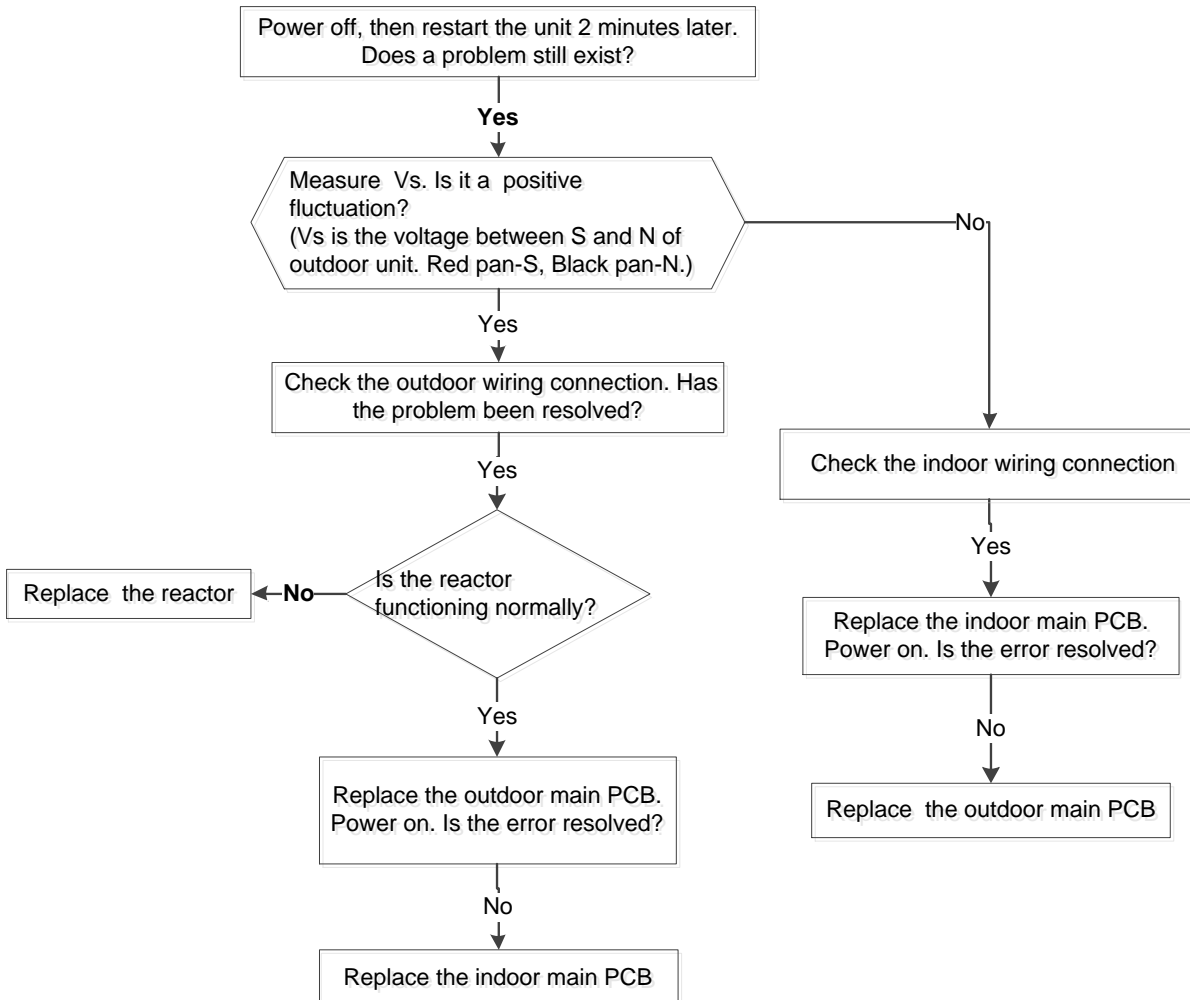 Power off, then restart the unit 2 minutes later.
Does a problem still exist?
Yes
Measure Vs. Is it a positive
fluctuation?
(Vs is the voltage between S and N of
outdoor unit. Red pan-S, Black pan-N.)
No
Yes
Check the outdoor wiring connection. Has
the problem been resolved?
Check the indoor wiring connection
Yes
Yes
Is the reactor
functioning normally?
No
Replace the reactor
Replace the indoor main PCB.
Power on. Is the error resolved?
Yes
No
Replace the outdoor main PCB.
Power on. Is the error resolved?
Replace the outdoor main PCB
No
Replace the indoor main PCB